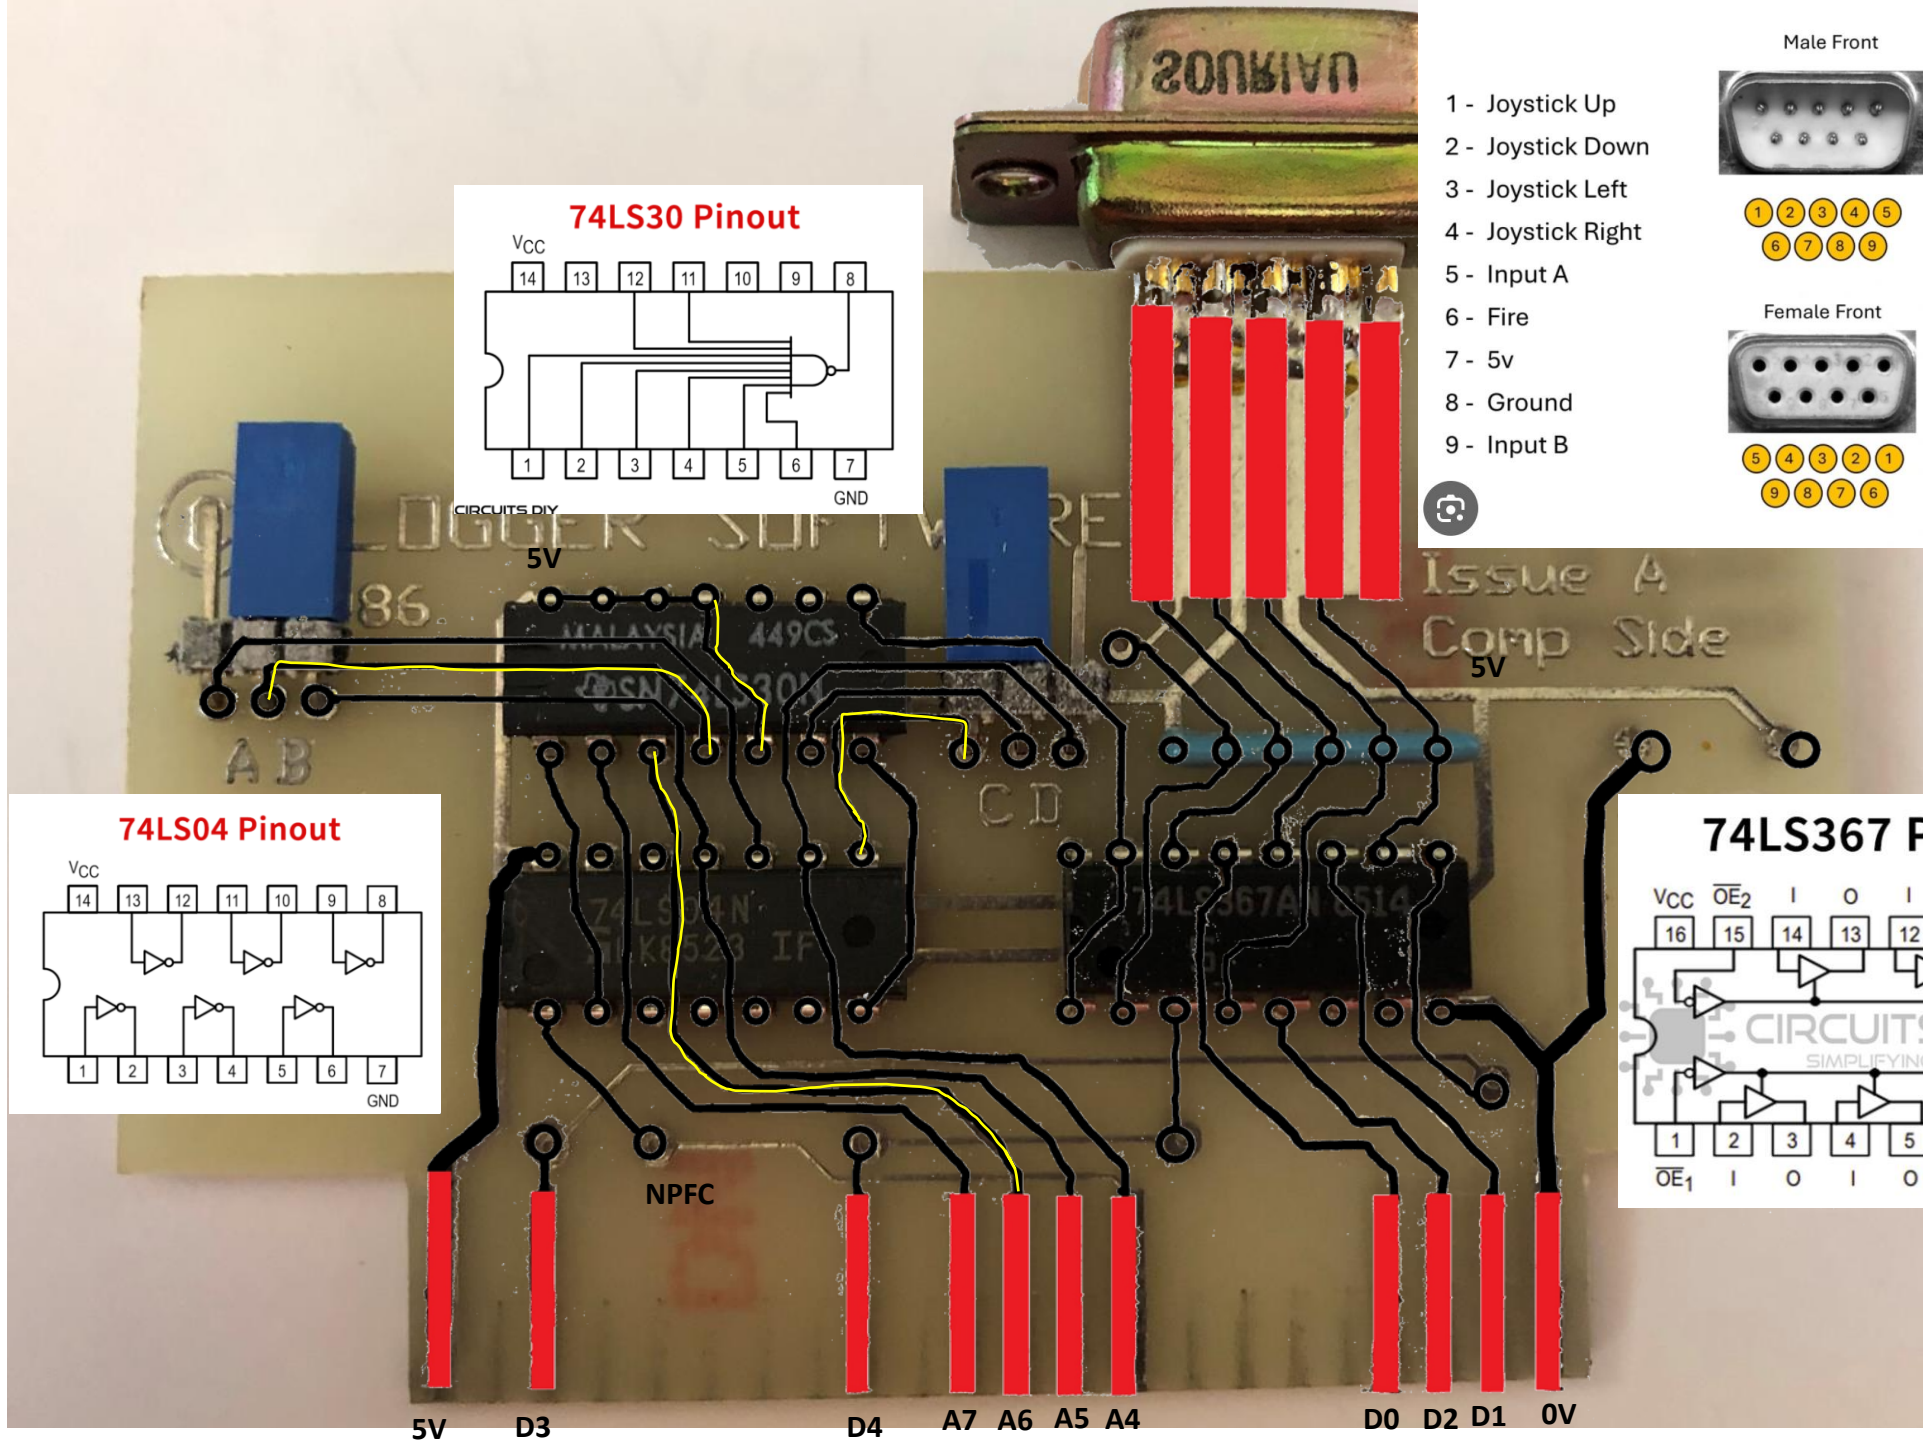 SOURIAU
Male Front
1 - Joystick Up
2 - Joystick Down
3 - Joystick Left
4 - Joystick Right
5 - Input A
6 - Fire
7 - 5v
8 - Ground
9 - Input B
1 2 3 4 5
6 7 8 9
Female Front
5 4 3 2 1
9 8 7 6
74LS30 Pinout
VCC
14 13 12 11 10 9 8
1 2 3 4 5 6 7
GND
CIRCUITS DIY
LOGGER SOFTW RE
5V
86
Issue A
Comp Side
5V
MALAYSIA 449CS
SN74LS30N
A B
C D
74LS04 Pinout
VCC
14 13 12 11 10 9 8
1 2 3 4 5 6 7
GND
74LS04N
K8523 IF
74LS367AN 8514
74LS367 P
VCC OE2 I O I
16 15 14 13 12
CIRCUITS
SIMPLIFYING
1 2 3 4 5
OE1 I O I O
NPFC
5V D3 D4 A7 A6 A5 A4 D0 D2 D1 0V